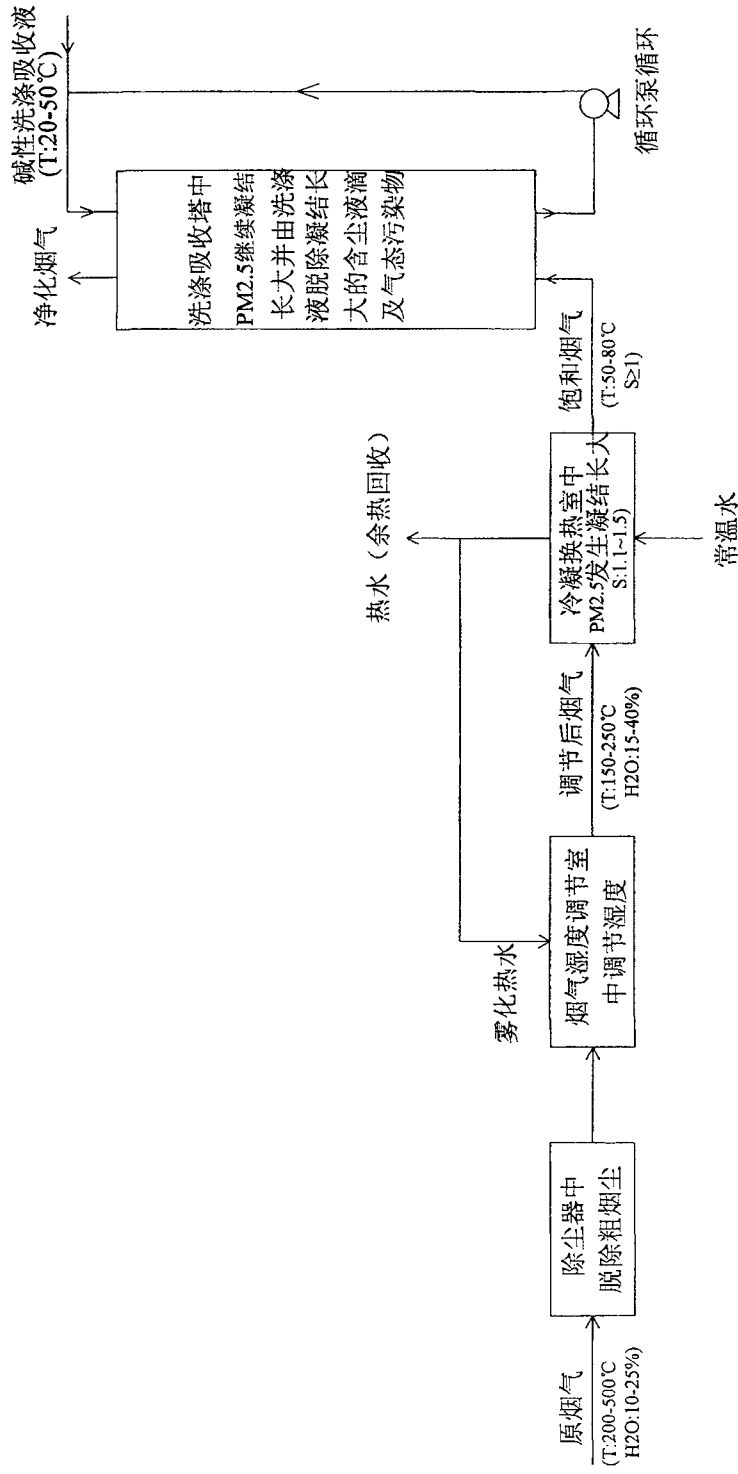 原烟气
(T:200-500℃
H2O:10-25%)
除尘器中
脱除粗烟尘
雾化热水
烟气湿度调节室
中调节湿度
调节后烟气
(T:150-250℃
H2O:15-40%)
热水（余热回收）
冷凝换热室中
PM2.5发生凝结长大
S:1.1~1.5)
常温水
饱和烟气
(T:50-80℃
S≥1)
净化烟气
碱性洗涤吸收液
(T:20-50℃)
洗涤吸收塔中
PM2.5继续凝结
长大并由洗涤
液脱除凝结长
大的含尘液滴
及气态污染物
循环泵循环